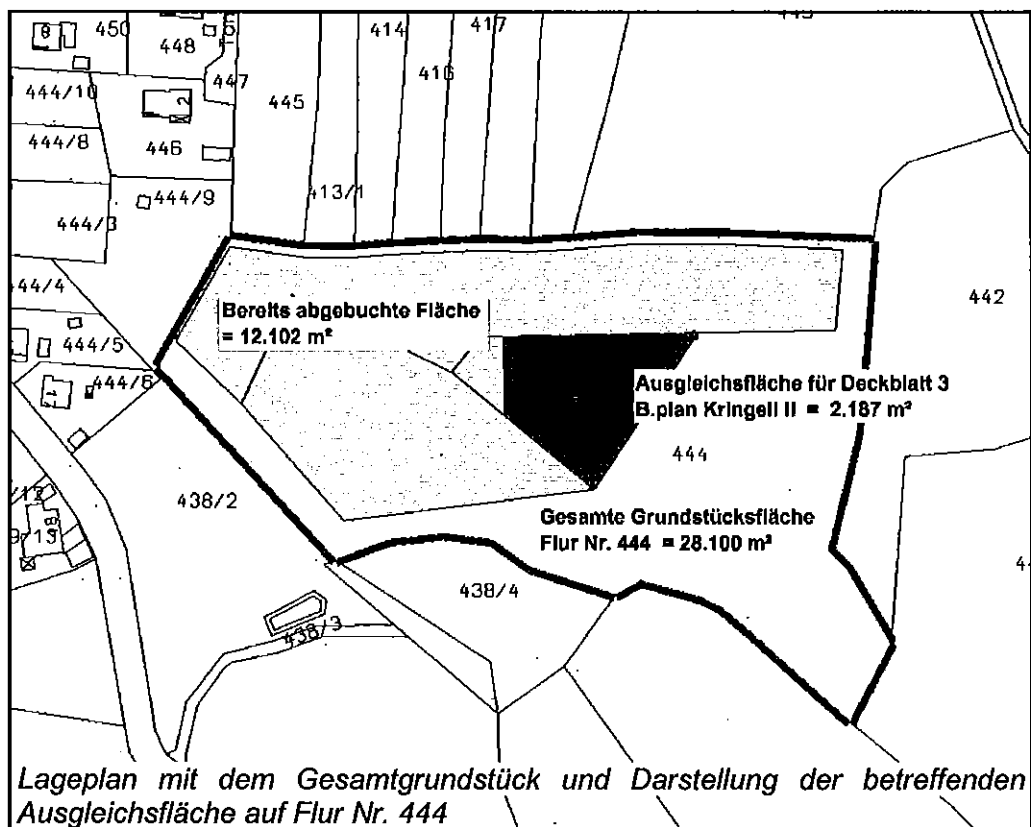 450
448
447
414
417
416
445
444/10
2
444/8
446
413/1
444/9
444/3
444/4
442
Bereits abgebuchte Fläche
= 12.102 m²
444/5
444/6
1
Ausgleichsfläche für Deckblatt 3
B.plan Kringell II = 2.187 m²
444
438/2
Gesamte Grundstücksfläche
Flur Nr. 444 = 28.100 m²
438/4
438/3
Lageplan mit dem Gesamtgrundstück und Darstellung der betreffenden
Ausgleichsfläche auf Flur Nr. 444